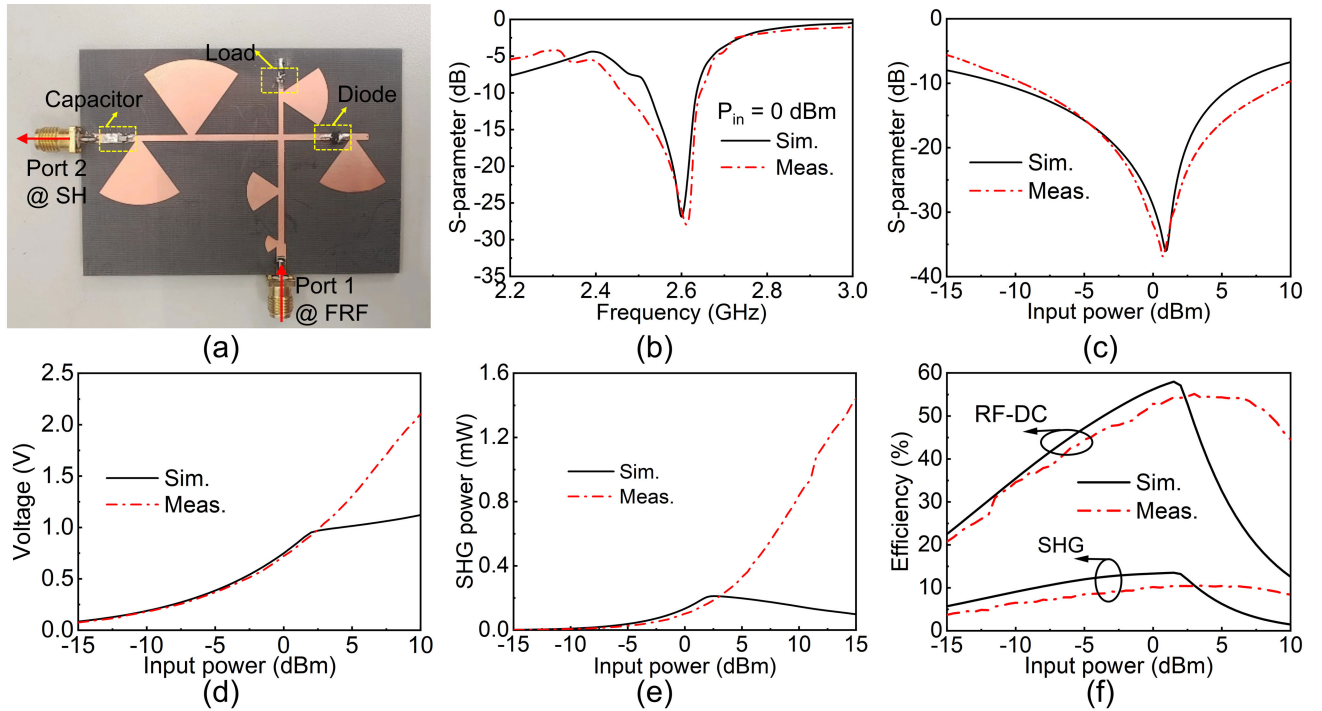 Load
Capacitor
Diode
Port 2
@ SH
Port 1
@ FRF
(a)
S-parameter (dB)
0
-5
-10
-15
-20
-25
-30
-35
P_in = 0 dBm
Sim.
Meas.
2.2 2.4 2.6 2.8 3.0
Frequency (GHz)
(b)
S-parameter (dB)
0
-10
-20
-30
-40
Sim.
Meas.
-15 -10 -5 0 5 10
Input power (dBm)
(c)
Voltage (V)
2.5
2.0
1.5
1.0
0.5
0.0
Sim.
Meas.
-15 -10 -5 0 5 10
Input power (dBm)
(d)
SHG power (mW)
1.6
1.2
0.8
0.4
0.0
Sim.
Meas.
-15 -10 -5 0 5 10 15
Input power (dBm)
(e)
Efficiency (%)
60
50
40
30
20
10
0
RF-DC
Sim.
Meas.
SHG
-15 -10 -5 0 5 10
Input power (dBm)
(f)